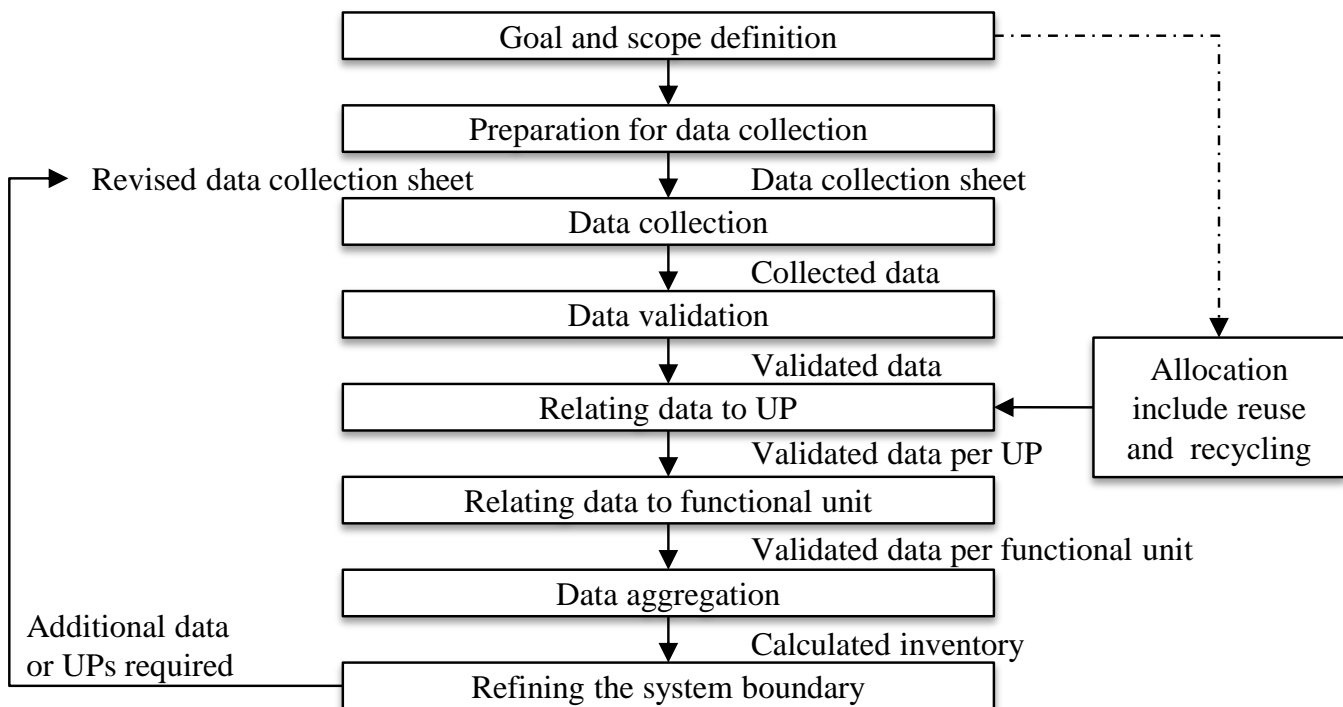 Goal and scope definition
Preparation for data collection
Revised data collection sheet
Data collection sheet
Data collection
Collected data
Data validation
Validated data
Relating data to UP
Allocation
include reuse
and recycling
Validated data per UP
Relating data to functional unit
Validated data per functional unit
Data aggregation
Additional data
or UPs required
Calculated inventory
Refining the system boundary